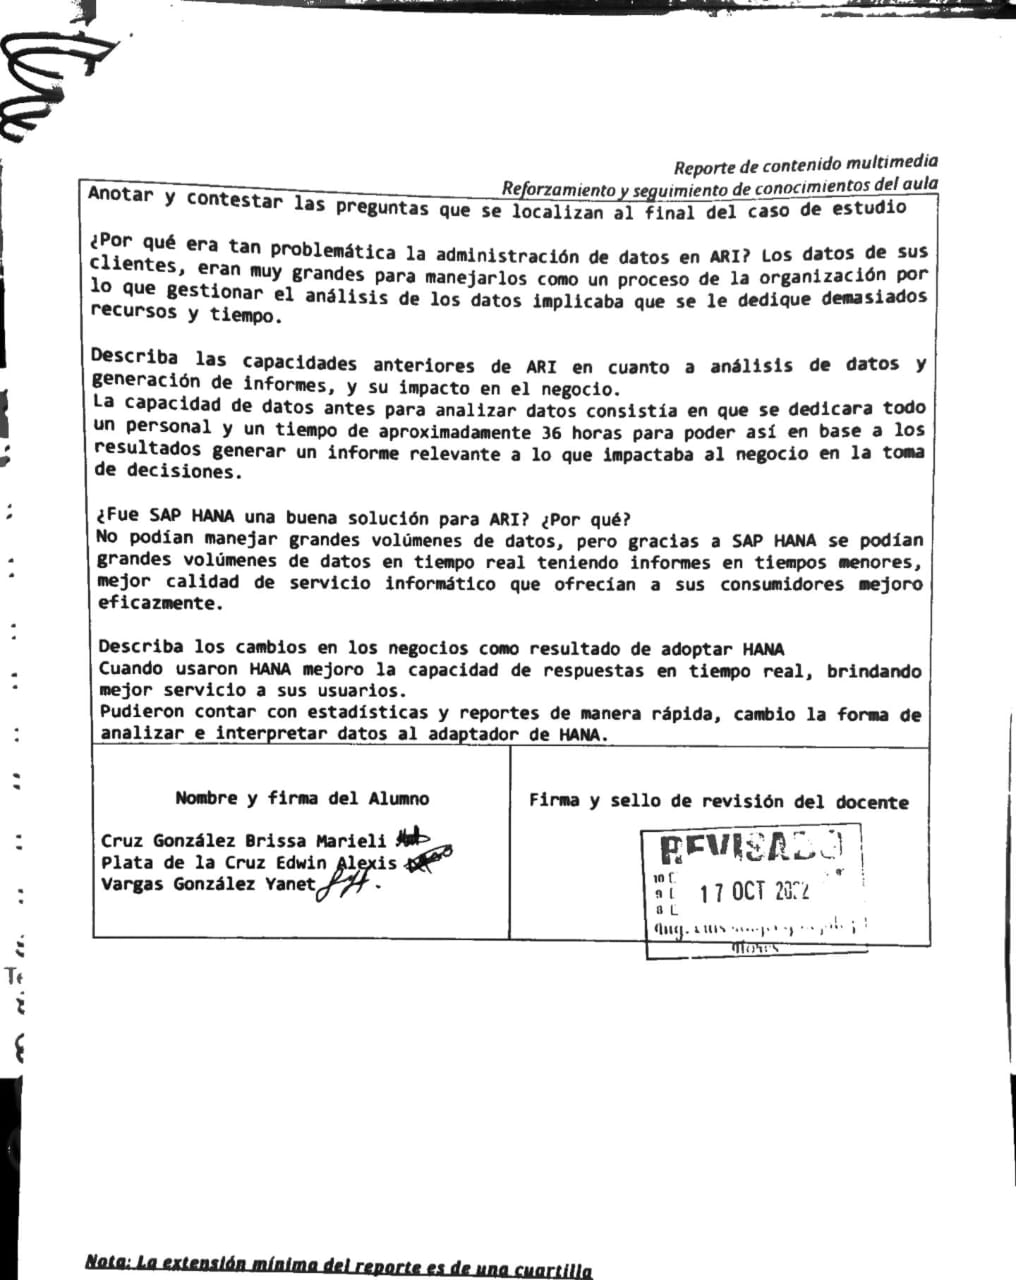 Reporte de contenido multimedia
Reforzamiento y seguimiento de conocimientos del aula
Anotar y contestar las preguntas que se localizan al final del caso de estudio
¿Por qué era tan problemática la administración de datos en ARI? Los datos de sus
clientes, eran muy grandes para manejarlos como un proceso de la organización por
lo que gestionar el análisis de los datos implicaba que se le dedique demasiados
recursos y tiempo.
Describa las capacidades anteriores de ARI en cuanto a análisis de datos y
generación de informes, y su impacto en el negocio.
La capacidad de datos antes para analizar datos consistía en que se dedicara todo
un personal y un tiempo de aproximadamente 36 horas para poder así en base a los
resultados generar un informe relevante a lo que impactaba al negocio en la toma
de decisiones.
¿Fue SAP HANA una buena solución para ARI? ¿Por qué?
No podían manejar grandes volúmenes de datos, pero gracias a SAP HANA se podían
grandes volúmenes de datos en tiempo real teniendo informes en tiempos menores,
mejor calidad de servicio informático que ofrecían a sus consumidores mejoro
eficazmente.
Describa los cambios en los negocios como resultado de adoptar HANA
Cuando usaron HANA mejoro la capacidad de respuestas en tiempo real, brindando
mejor servicio a sus usuarios.
Pudieron contar con estadísticas y reportes de manera rápida, cambio la forma de
analizar e interpretar datos al adaptador de HANA.
Nombre y firma del Alumno
Cruz González Brissa Marieli
Plata de la Cruz Edwin Alexis
Vargas González Yanet
Firma y sello de revisión del docente
REVISADO
10
9
8
17 OCT 2022
Ing.
Nota: La extensión mínima del reporte es de una cuartilla